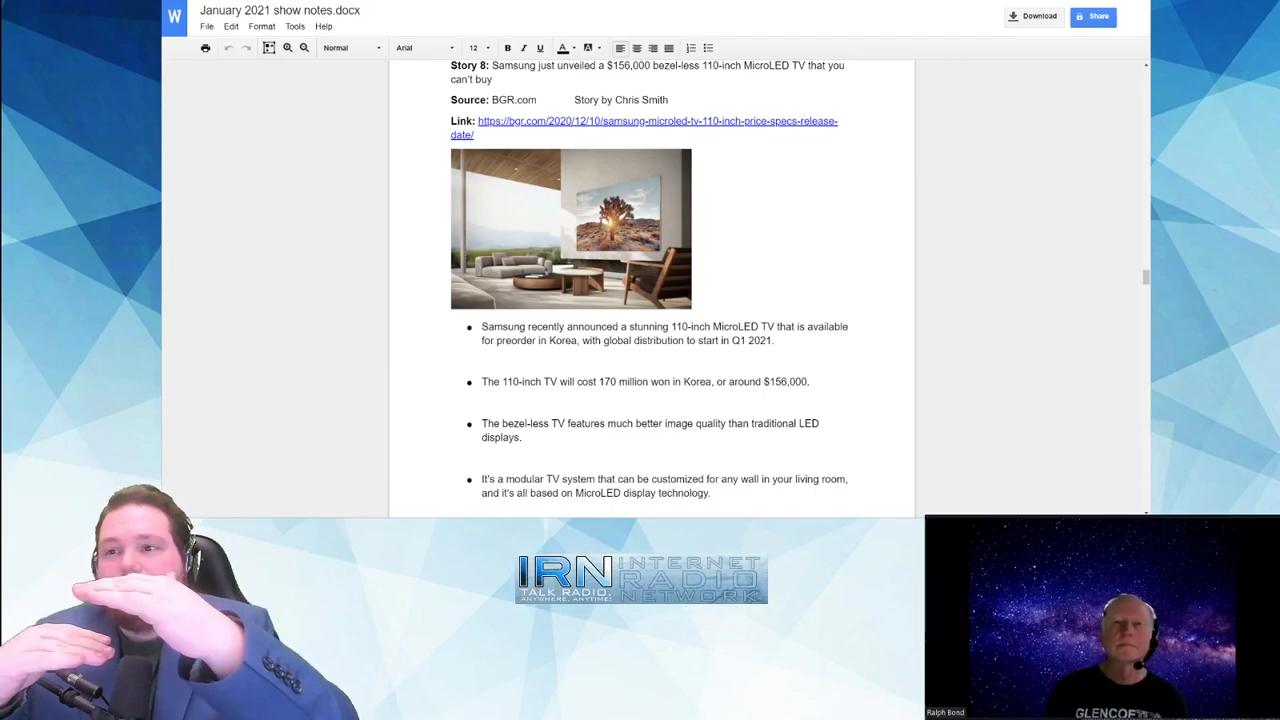 January 2021 show notes.docx
W
File Edit Format Tools Help
Download
Share
Normal Arial 12 B I U A A
Story 8: Samsung just unveiled a $156,000 bezel-less 110-inch MicroLED TV that you
can't buy
Source: BGR.com Story by Chris Smith
Link: https://bgr.com/2020/12/10/samsung-microled-tv-110-inch-price-specs-release-
date/
● Samsung recently announced a stunning 110-inch MicroLED TV that is available
for preorder in Korea, with global distribution to start in Q1 2021.
● The 110-inch TV will cost 170 million won in Korea, or around $156,000.
● The bezel-less TV features much better image quality than traditional LED
displays.
● It's a modular TV system that can be customized for any wall in your living room,
and it's all based on MicroLED display technology.
IRN
TALK RADIO.
ANYWHERE, ANYTIME.
INTERNET
RADIO
NETWORK
Ralph Bond